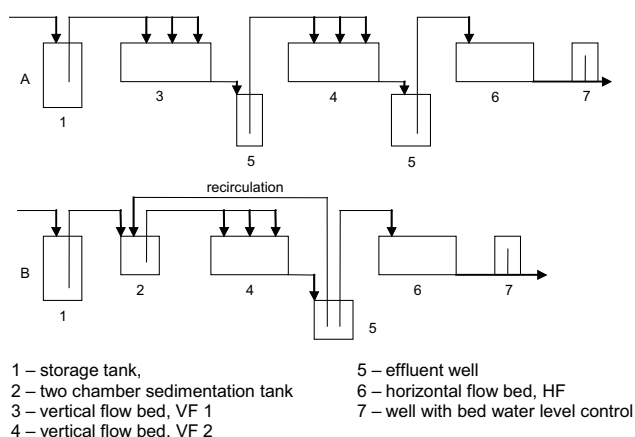 A
1
3
5
4
5
6
7
recirculation
B
1
2
4
5
6
7
1 – storage tank,
2 – two chamber sedimentation tank
3 – vertical flow bed, VF 1
4 – vertical flow bed, VF 2
5 – effluent well
6 – horizontal flow bed, HF
7 – well with bed water level control